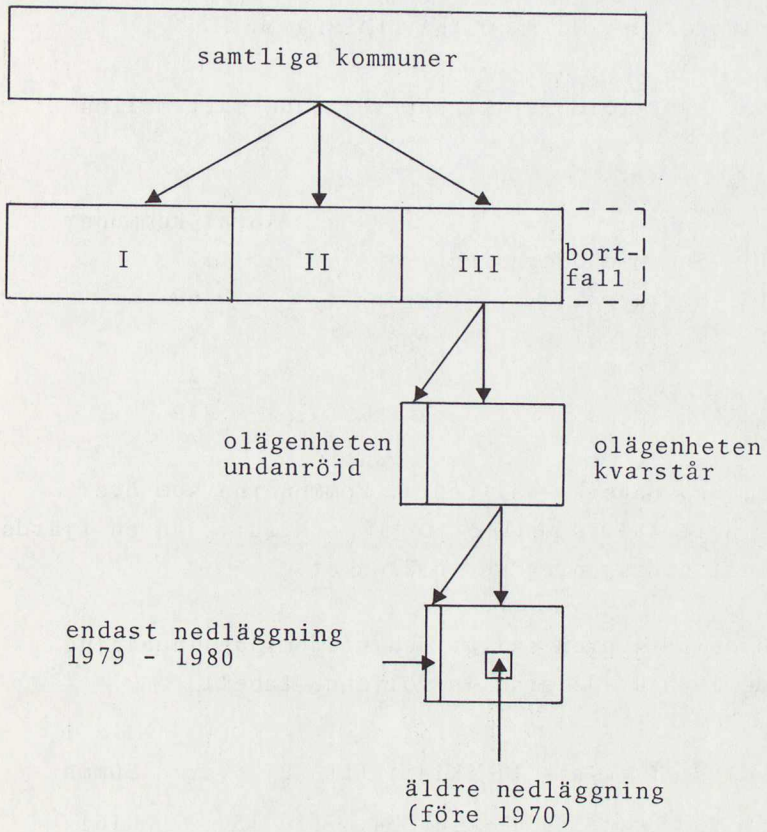 samtliga kommuner
I
II
III
bort-
fall
olägenheten
undanröjd
olägenheten
kvarstår
endast nedläggning
1979 - 1980
äldre nedläggning
(före 1970)